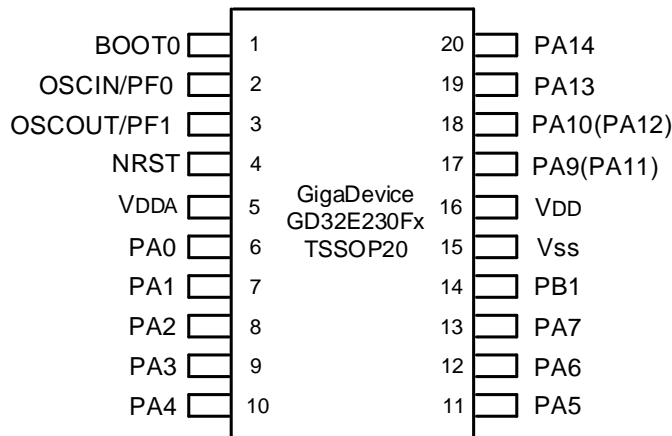 BOOT0 1 20 PA14
OSCIN/PF0 2 19 PA13
OSCOUT/PF1 3 18 PA10(PA12)
NRST 4 17 PA9(PA11)
VDDA 5 GigaDevice 16 VDD
GD32E230Fx
PA0 6 TSSOP20 15 Vss
PA1 7 14 PB1
PA2 8 13 PA7
PA3 9 12 PA6
PA4 10 11 PA5